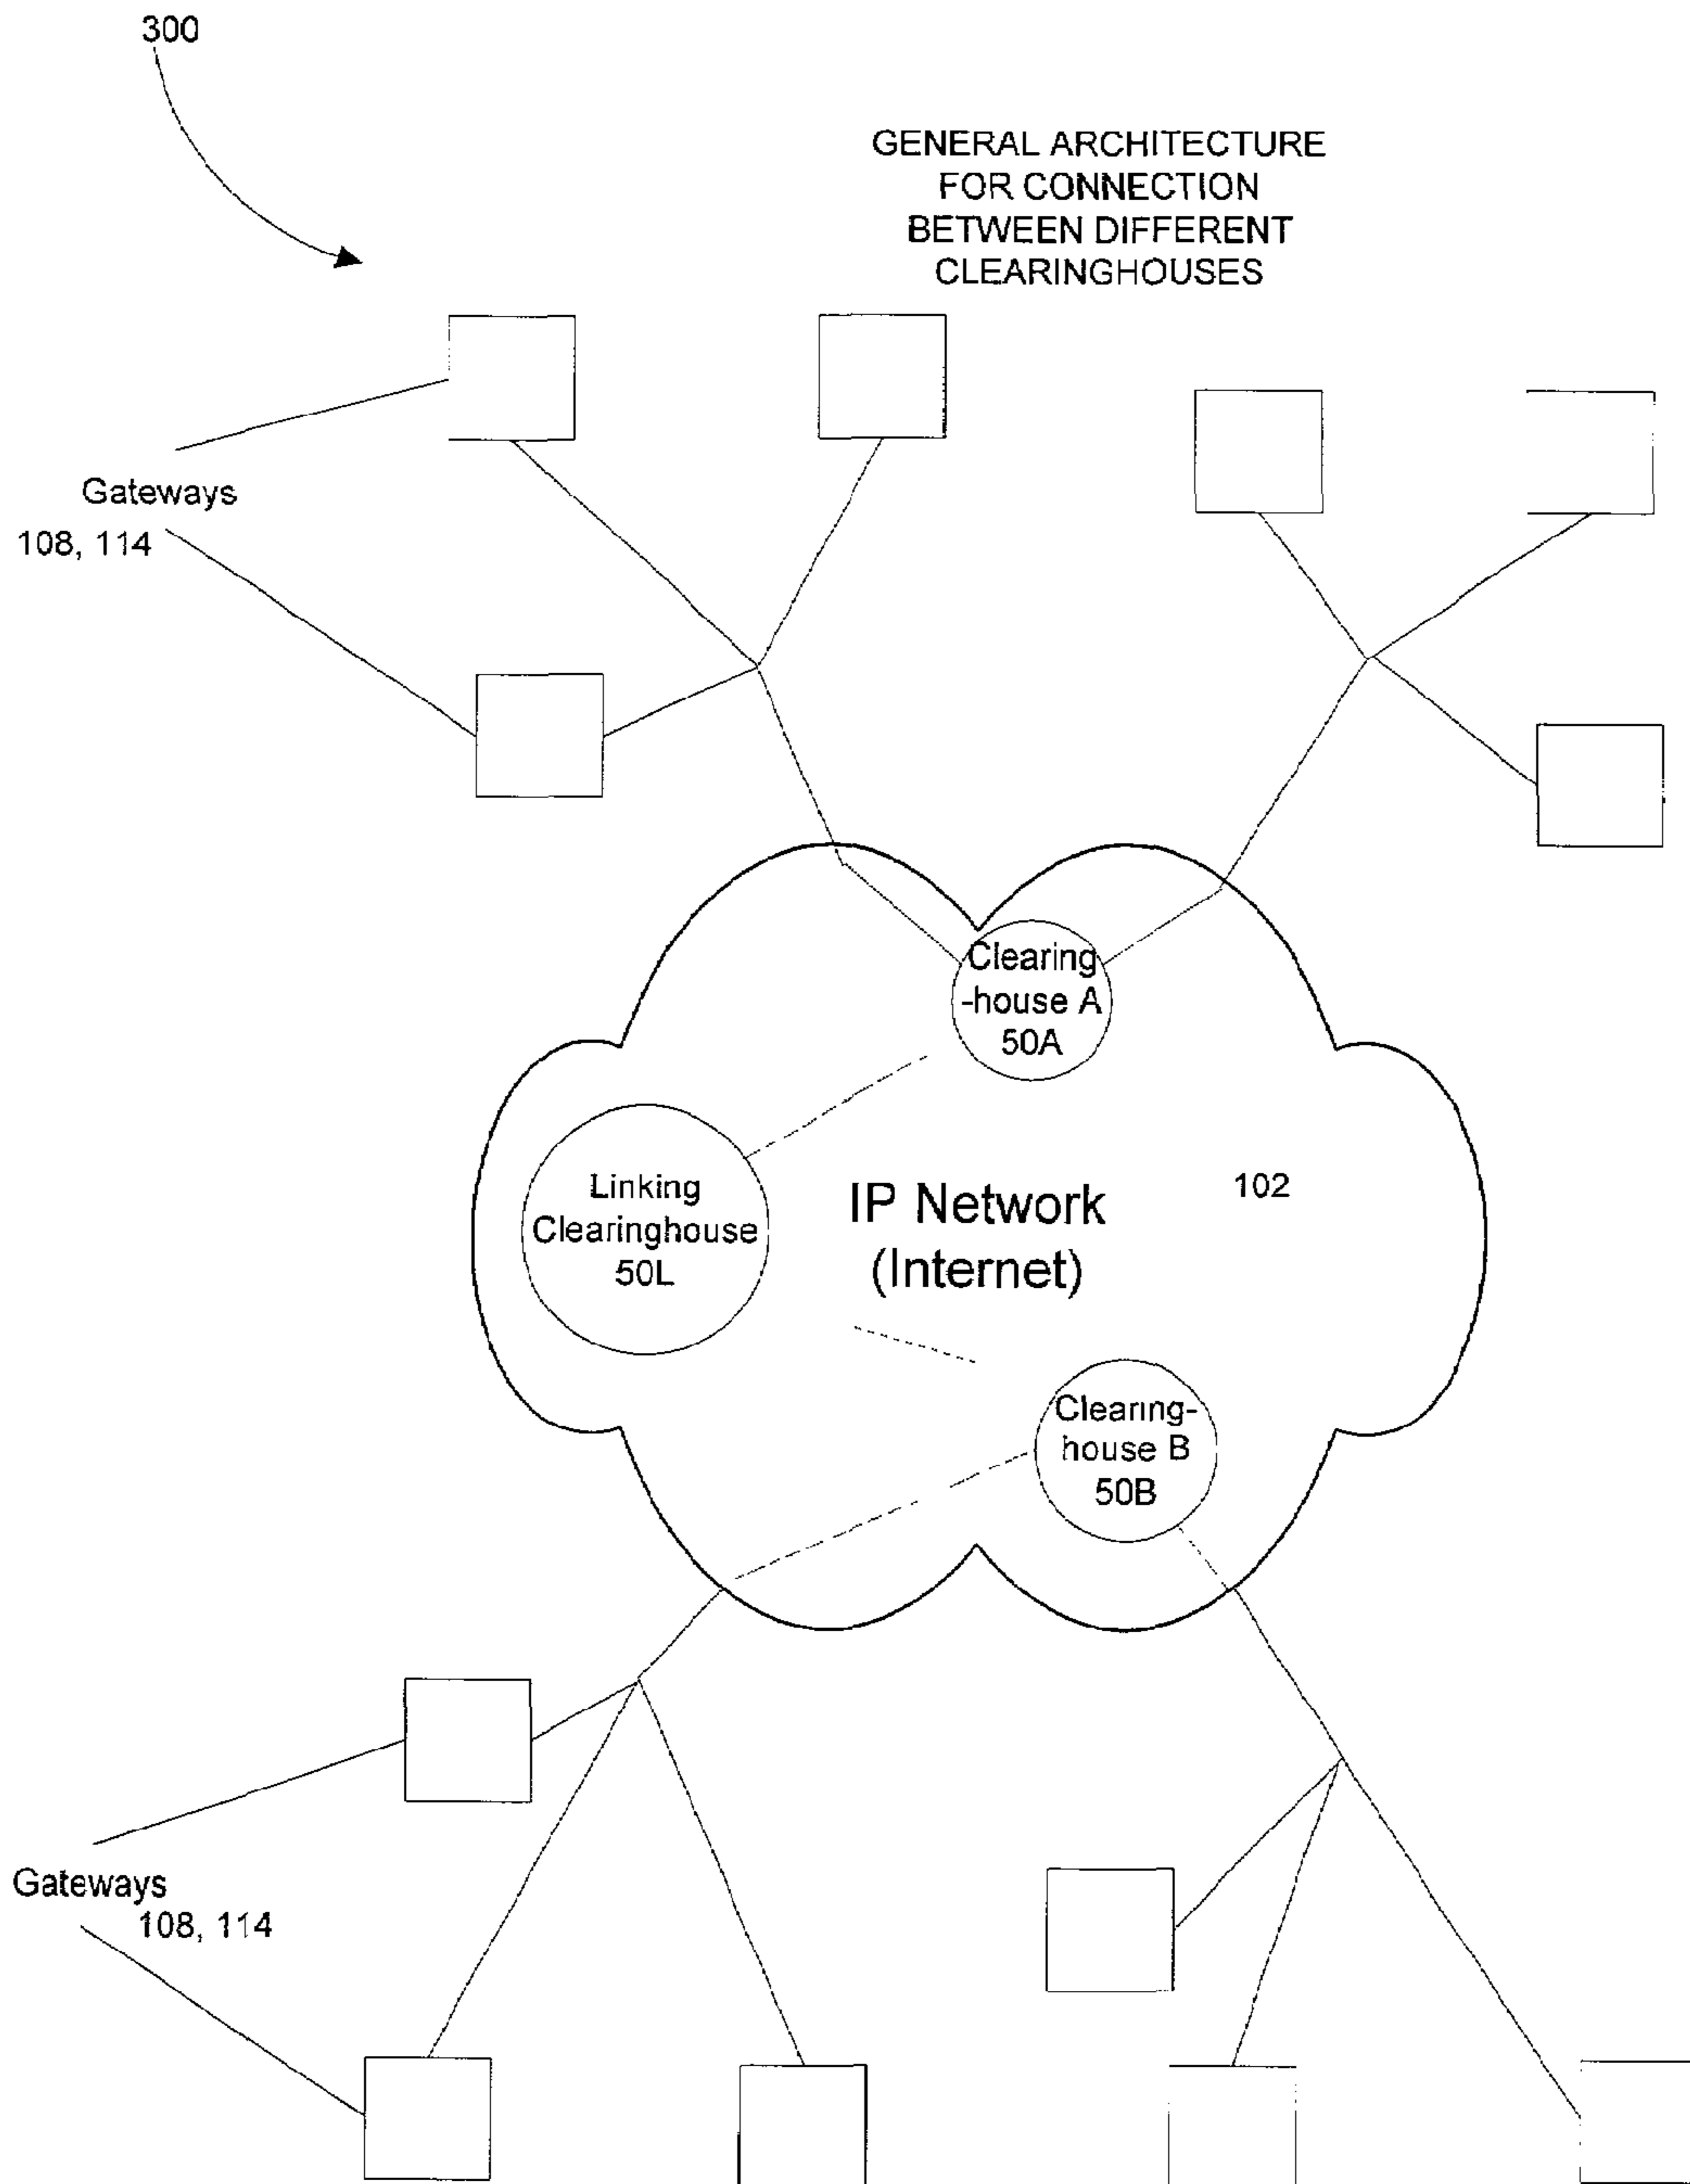 300
GENERAL ARCHITECTURE
FOR CONNECTION
BETWEEN DIFFERENT
CLEARINGHOUSES
Gateways
108, 114
Clearing
-house A
50A
Linking
Clearinghouse
50L
IP Network
(Internet)
102
Clearing-
house B
50B
Gateways
108, 114